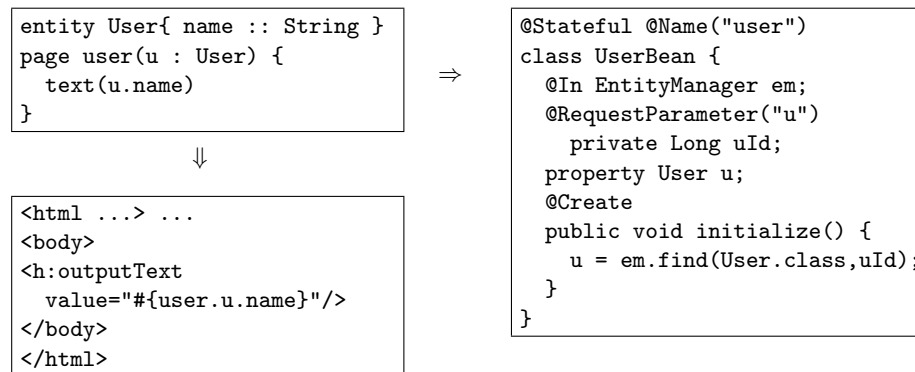 entity User{ name :: String }
page user(u : User) {
  text(u.name)
}
⇒
⇓
<html ...> ...
<body>
<h:outputText
  value="#{user.u.name}"/>
</body>
</html>
@Stateful @Name("user")
class UserBean {
  @In EntityManager em;
  @RequestParameter("u")
    private Long uId;
  property User u;
  @Create
  public void initialize() {
    u = em.find(User.class,uId);
  }
}